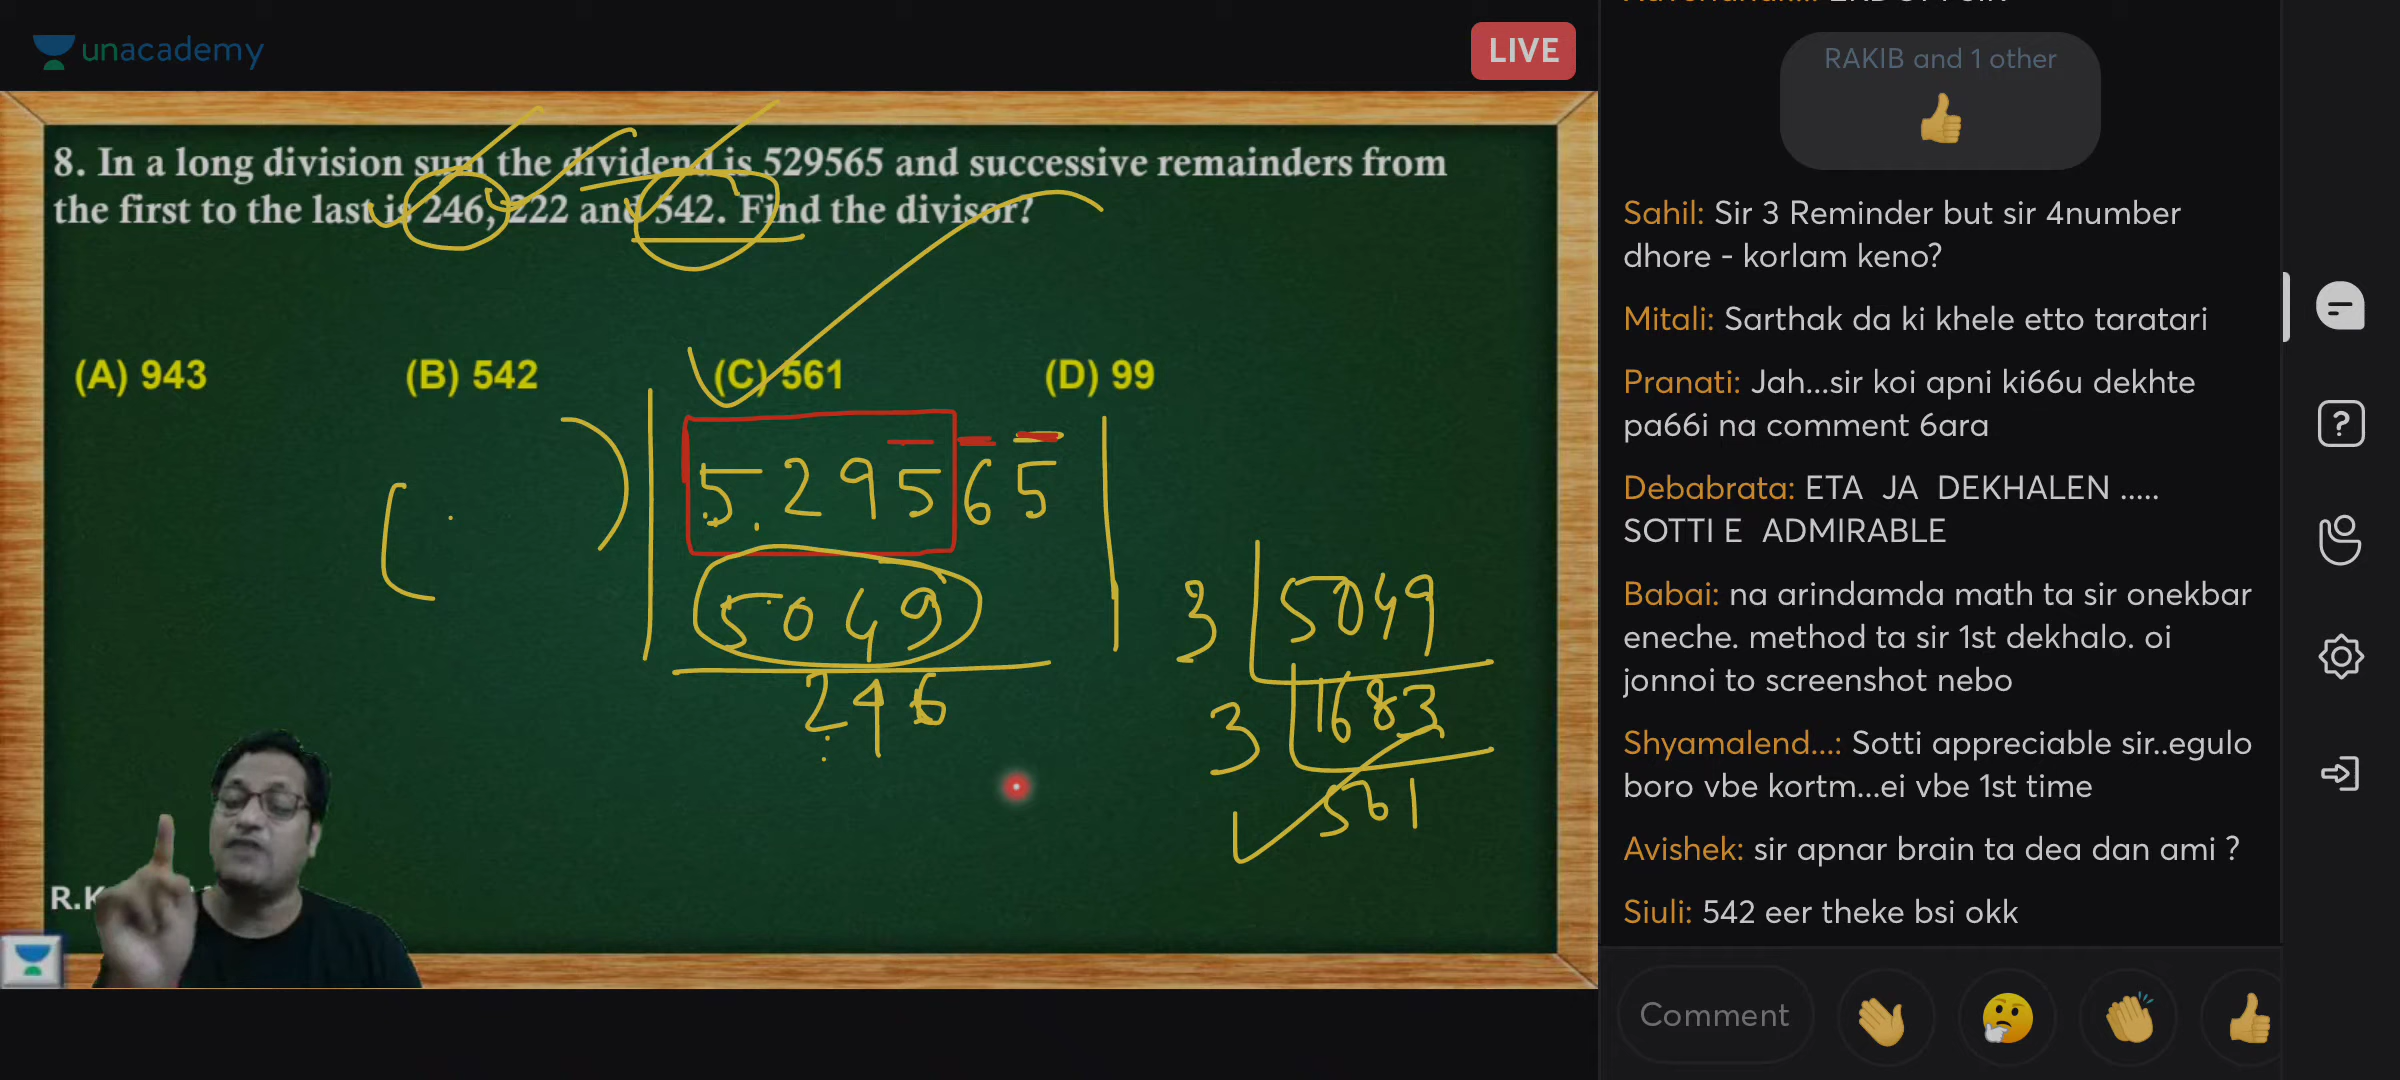 unacademy
LIVE
8. In a long division sum the dividend is 529565 and successive remainders from
the first to the last is 246, 222 and 542. Find the divisor?
(A) 943
(B) 542
(C) 561
(D) 99
529565
5049
246
3 5049
3 1683
561
RAKIB and 1 other
Sahil: Sir 3 Reminder but sir 4number
dhore - korlam keno?
Mitali: Sarthak da ki khele etto taratari
Pranati: Jah...sir koi apni ki66u dekhte
pa66i na comment 6ara
Debabrata: ETA JA DEKHALEN .....
SOTTI E ADMIRABLE
Babai: na arindamda math ta sir onekbar
eneche. method ta sir 1st dekhalo. oi
jonnoi to screenshot nebo
Shyamalend...: Sotti appreciable sir..egulo
boro vbe kortm...ei vbe 1st time
Avishek: sir apnar brain ta dea dan ami ?
Siuli: 542 eer theke bsi okk
Comment